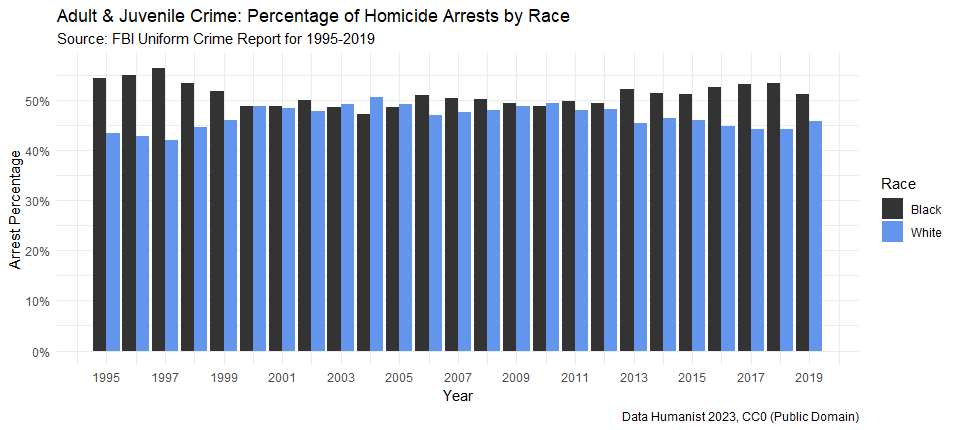 Adult & Juvenile Crime: Percentage of Homicide Arrests by Race
Source: FBI Uniform Crime Report for 1995-2019
Arrest Percentage
50%
40%
30%
20%
10%
0%
1995 1997 1999 2001 2003 2005 2007 2009 2011 2013 2015 2017 2019
Year
Race
Black
White
Data Humanist 2023, CC0 (Public Domain)